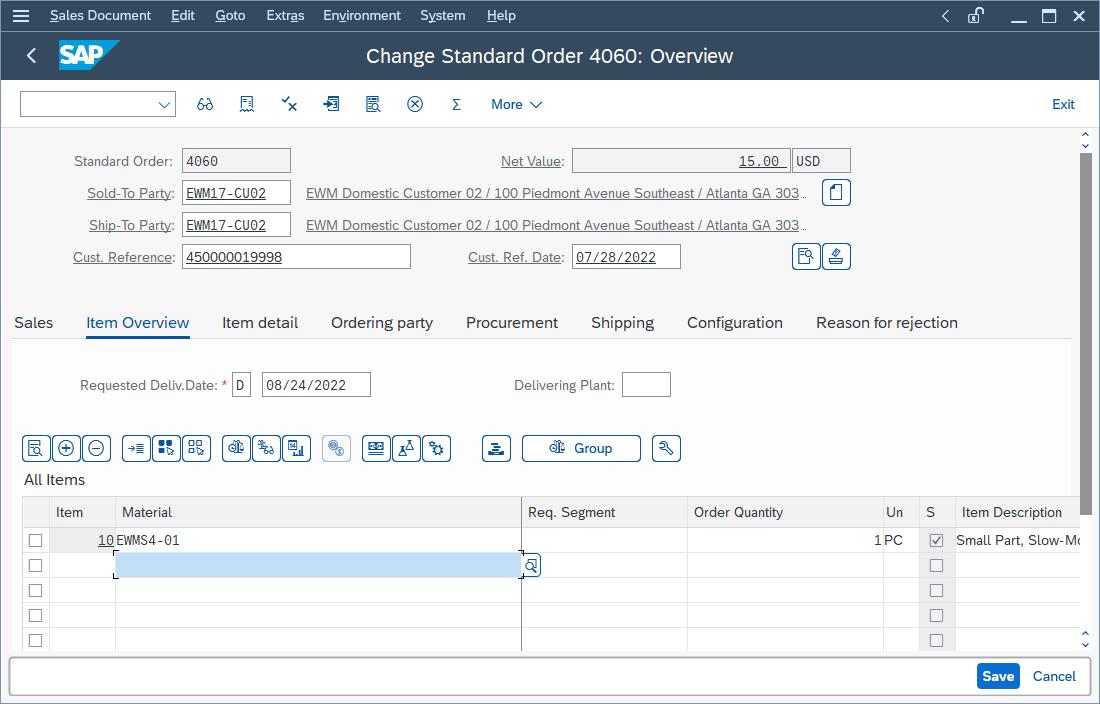 Sales Document Edit Goto Extras Environment System Help
SAP Change Standard Order 4060: Overview
More Exit
Standard Order: 4060 Net Value: 15.00 USD
Sold-To Party: EWM17-CU02 EWM Domestic Customer 02 / 100 Piedmont Avenue Southeast / Atlanta GA 303...
Ship-To Party: EWM17-CU02 EWM Domestic Customer 02 / 100 Piedmont Avenue Southeast / Atlanta GA 303...
Cust. Reference: 450000019998 Cust. Ref. Date: 07/28/2022
Sales Item Overview Item detail Ordering party Procurement Shipping Configuration Reason for rejection
Requested Deliv.Date: * D 08/24/2022 Delivering Plant:
Group
All Items
Item Material Req. Segment Order Quantity Un S Item Description
10 EWMS4-01 1 PC Small Part, Slow-Mo
Save Cancel